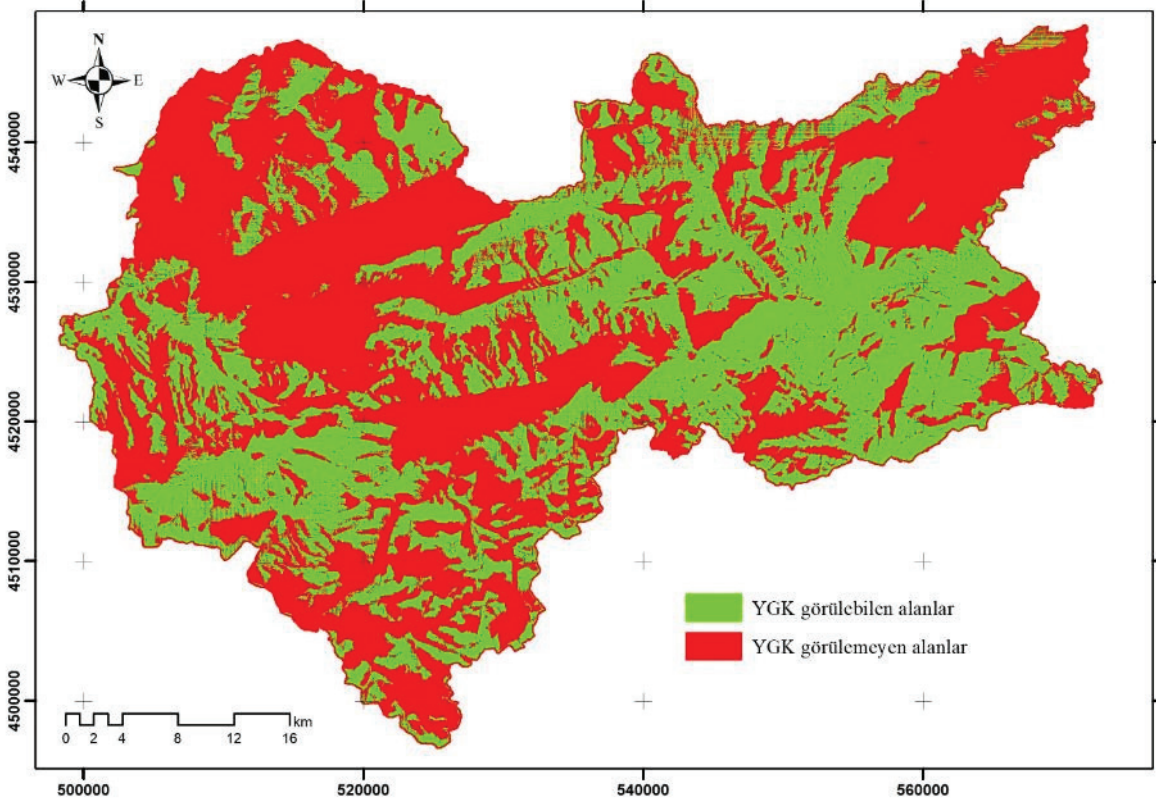 N
W E
S
4540000
4530000
4520000
4510000
4500000
YGK görülebilen alanlar
YGK görülemeyen alanlar
km
0 2 4 8 12 16
500000 520000 540000 560000